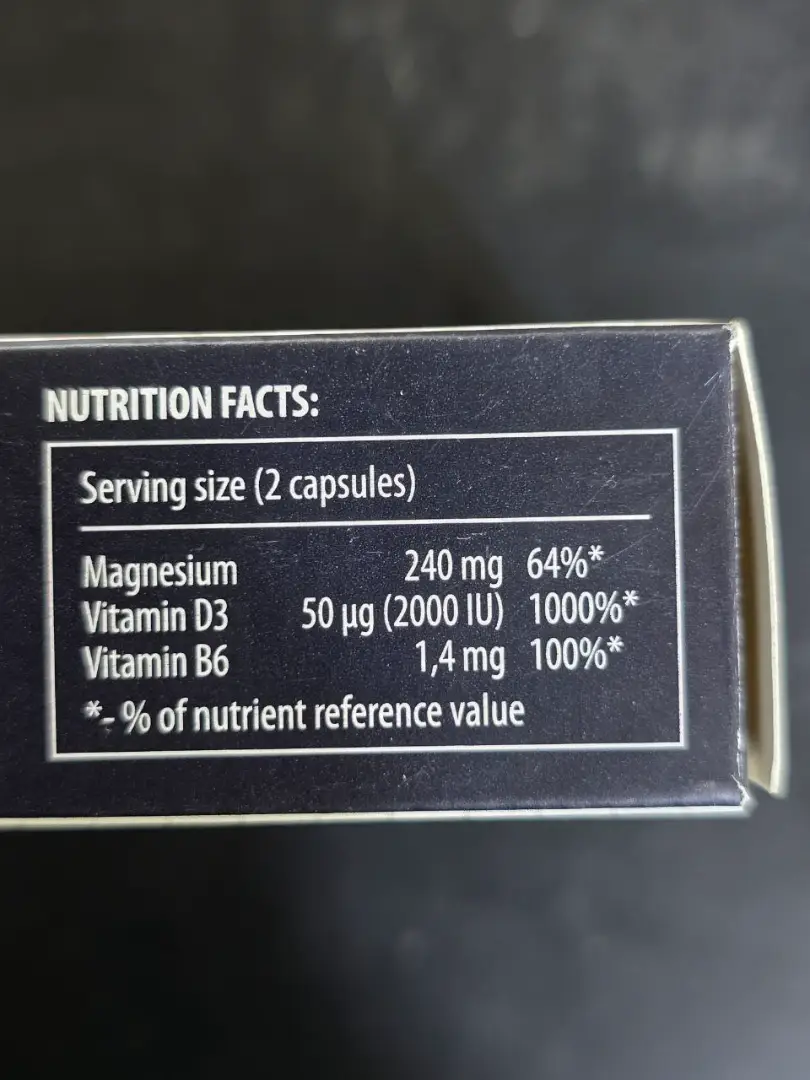 NUTRITION FACTS:
Serving size (2 capsules)
Magnesium 240 mg 64%*
Vitamin D3 50 µg (2000 IU) 1000%*
Vitamin B6 1,4 mg 100%*
*- % of nutrient reference value